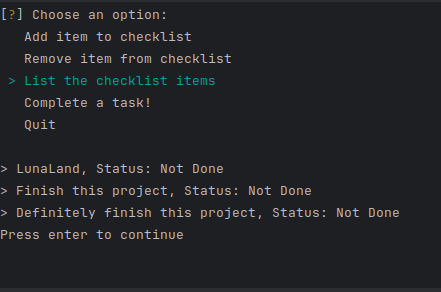 [?] Choose an option:
Add item to checklist
Remove item from checklist
> List the checklist items
Complete a task!
Quit
> LunaLand, Status: Not Done
> Finish this project, Status: Not Done
> Definitely finish this project, Status: Not Done
Press enter to continue